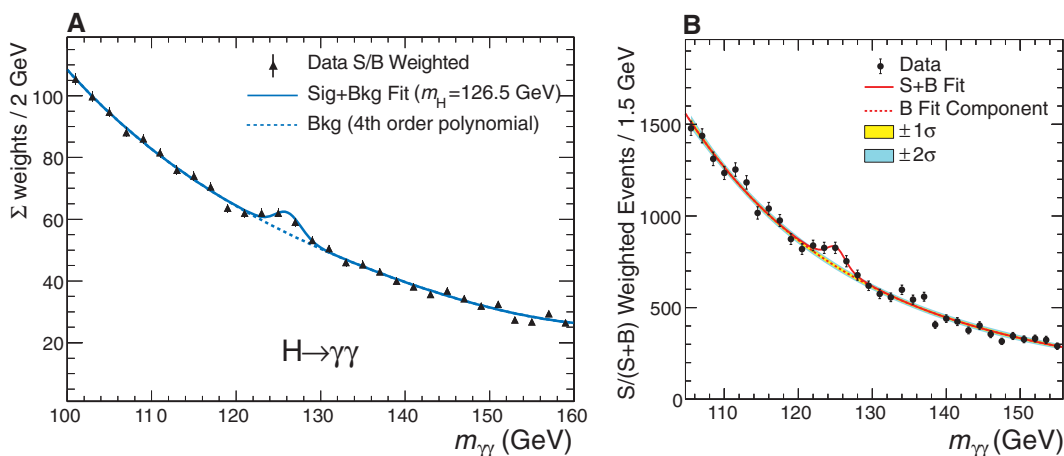 A
Σ weights / 2 GeV
100
80
60
40
20
Data S/B Weighted
Sig+Bkg Fit (mH=126.5 GeV)
Bkg (4th order polynomial)
H→γγ
100 110 120 130 140 150 160
mγγ (GeV)
B
S/(S+B) Weighted Events / 1.5 GeV
1500
1000
500
0
Data
S+B Fit
B Fit Component
±1σ
±2σ
110 120 130 140 150
mγγ (GeV)